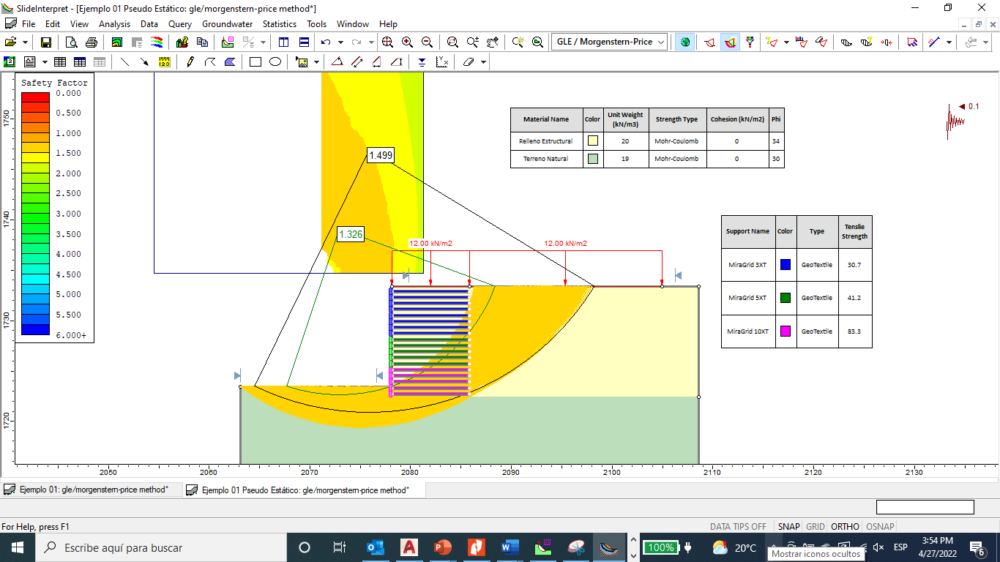 SlideInterpret - [Ejemplo 01 Pseudo Estático: gle/morgenstern-price method*]
File Edit View Analysis Data Query Groundwater Statistics Tools Window Help
GLE / Morgenstern-Price
Safety Factor
0.000
0.500
1.000
1.500
2.000
2.500
3.000
3.500
4.000
4.500
5.000
5.500
6.000+
1750
1740
1730
1720
1.499
1.326
12.00 kN/m2
12.00 kN/m2
Material Name Color Unit Weight (kN/m3) Strength Type Cohesion (kN/m2) Phi
Relleno Estructural 20 Mohr-Coulomb 0 34
Terreno Natural 19 Mohr-Coulomb 0 30
0.1
Support Name Color Type Tenslie Strength
MiraGrid 3XT GeoTextile 30.7
MiraGrid 5XT GeoTextile 41.2
MiraGrid 10XT GeoTextile 83.3
2050 2060 2070 2080 2090 2100 2110 2120 2130
Ejemplo 01: gle/morgenstern-price method* Ejemplo 01 Pseudo Estático: gle/morgenstern-price method*
For Help, press F1 DATA TIPS OFF SNAP GRID ORTHO OSNAP
Escribe aquí para buscar
100%
20°C
Mostrar iconos ocultos
ESP
3:54 PM
4/27/2022
6